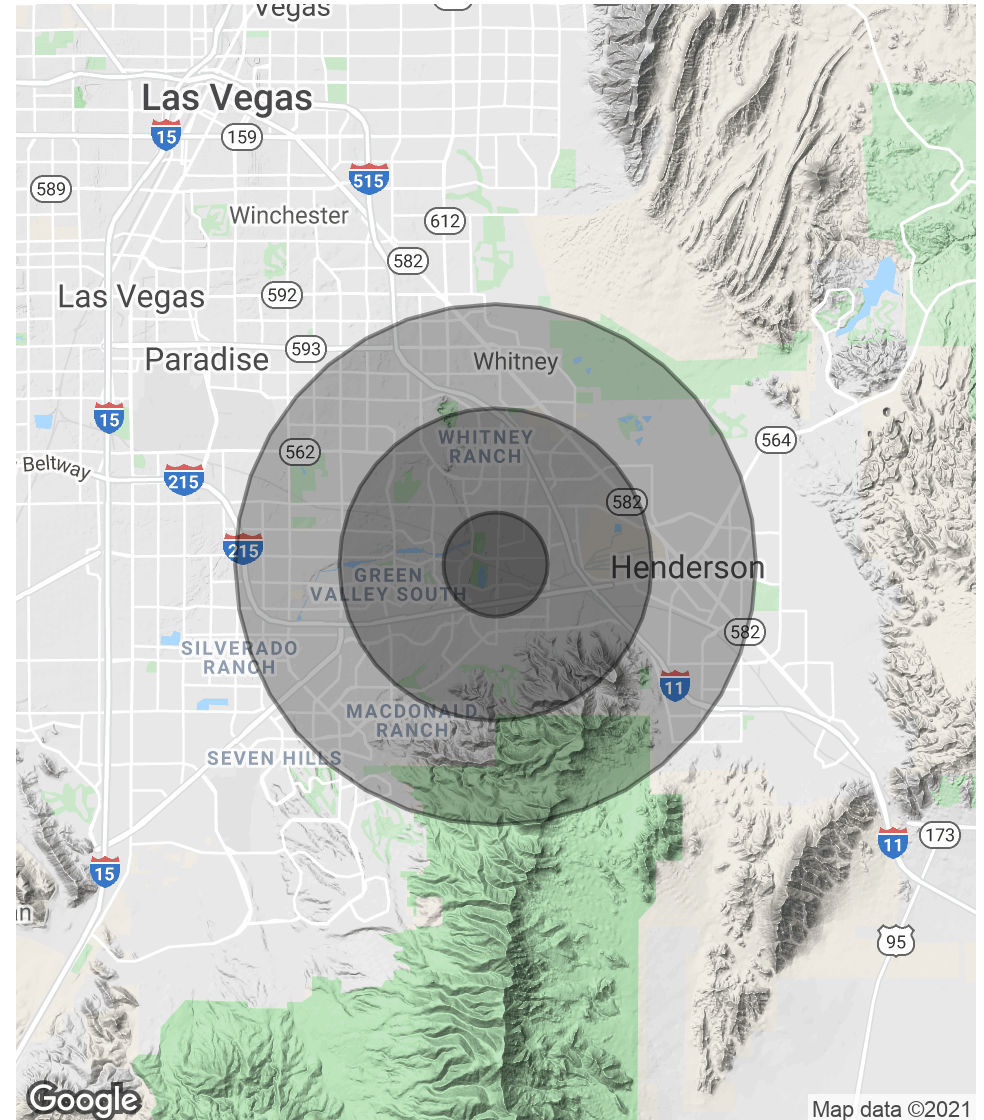 Vegas
Las Vegas
15
159
515
589
Winchester
612
582
Las Vegas
592
593
Paradise
Whitney
15
WHITNEY
RANCH
562
564
Beltway
215
582
215
GREEN
VALLEY SOUTH
Henderson
582
SILVERADO
RANCH
11
MACDONALD
RANCH
SEVEN HILLS
11
173
15
95
Google
Map data ©2021